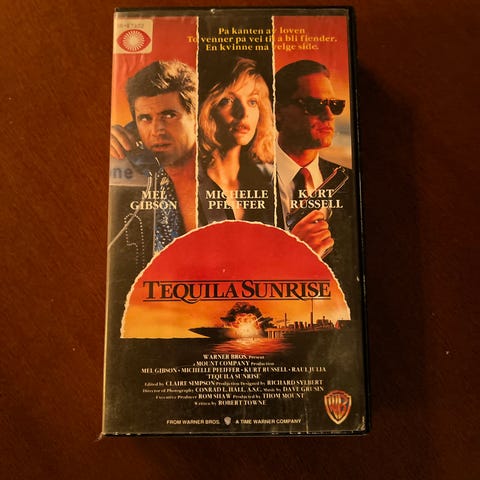 På kanten av loven
To venner på vei til å bli fiender.
En kvinne må velge side.
ne
MEL
GIBSON
MICHELLE
PFEIFFER
KURT
RUSSELL
TEQUILA SUNRISE
WARNER BROS. Present
a MOUNT COMPANY Production
MEL GIBSON · MICHELLE PFEIFFER · KURT RUSSELL · RAUL JULIA
TEQUILA SUNRISE
Edited by CLAIRE SIMPSON Production Designed by RICHARD SYLBERT
Director of Photography CONRAD L. HALL, A.S.C. Music by DAVE GRUSIN
Executive Producer ROM SHAW Produced by THOM MOUNT
Written by ROBERT TOWNE
FROM WARNER BROS. A TIME WARNER COMPANY